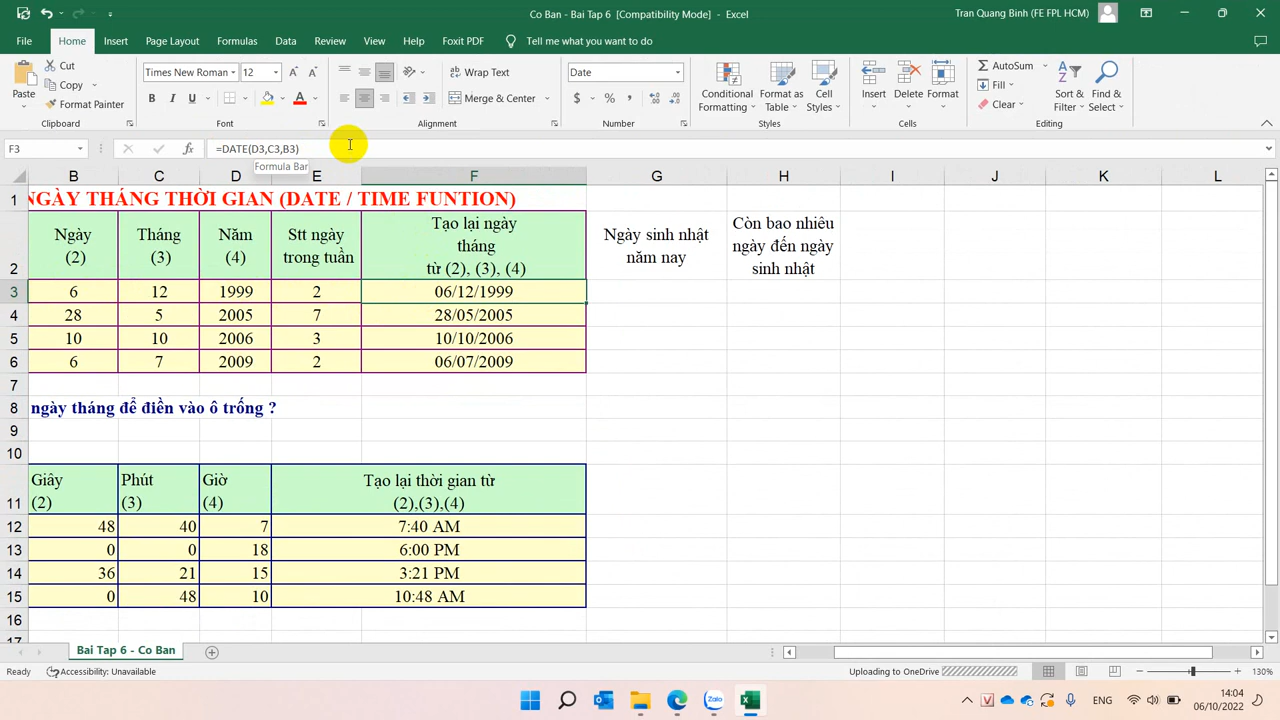 Co Ban - Bai Tap 6 [Compatibility Mode] - Excel
Tran Quang Binh (FE FPL HCM)
File Home Insert Page Layout Formulas Data Review View Help Foxit PDF Tell me what you want to do
Paste
Cut
Copy
Format Painter
Clipboard
Times New Roman 12
B I U
Font
Wrap Text
Merge & Center
Alignment
Date
$ % ,
Number
Conditional Formatting
Format as Table
Cell Styles
Styles
Insert Delete Format
Cells
AutoSum
Fill
Clear
Sort & Filter
Find & Select
Editing
F3 fx =DATE(D3,C3,B3)
Formula Bar
B C D E F G H I J K L
1 NGÀY THÁNG THỜI GIAN (DATE / TIME FUNTION)
2 Ngày (2) Tháng (3) Năm (4) Stt ngày trong tuần Tạo lại ngày tháng từ (2), (3), (4) Ngày sinh nhật năm nay Còn bao nhiêu ngày đến ngày sinh nhật
3 6 12 1999 2 06/12/1999
4 28 5 2005 7 28/05/2005
5 10 10 2006 3 10/10/2006
6 6 7 2009 2 06/07/2009
7
8 ngày tháng để điền vào ô trống ?
9
10
11 Giây (2) Phút (3) Giờ (4) Tạo lại thời gian từ (2),(3),(4)
12 48 40 7 7:40 AM
13 0 0 18 6:00 PM
14 36 21 15 3:21 PM
15 0 48 10 10:48 AM
16
17
Bai Tap 6 - Co Ban
Ready Accessibility: Unavailable Uploading to OneDrive 130%
Zalo
ENG 14:04
06/10/2022